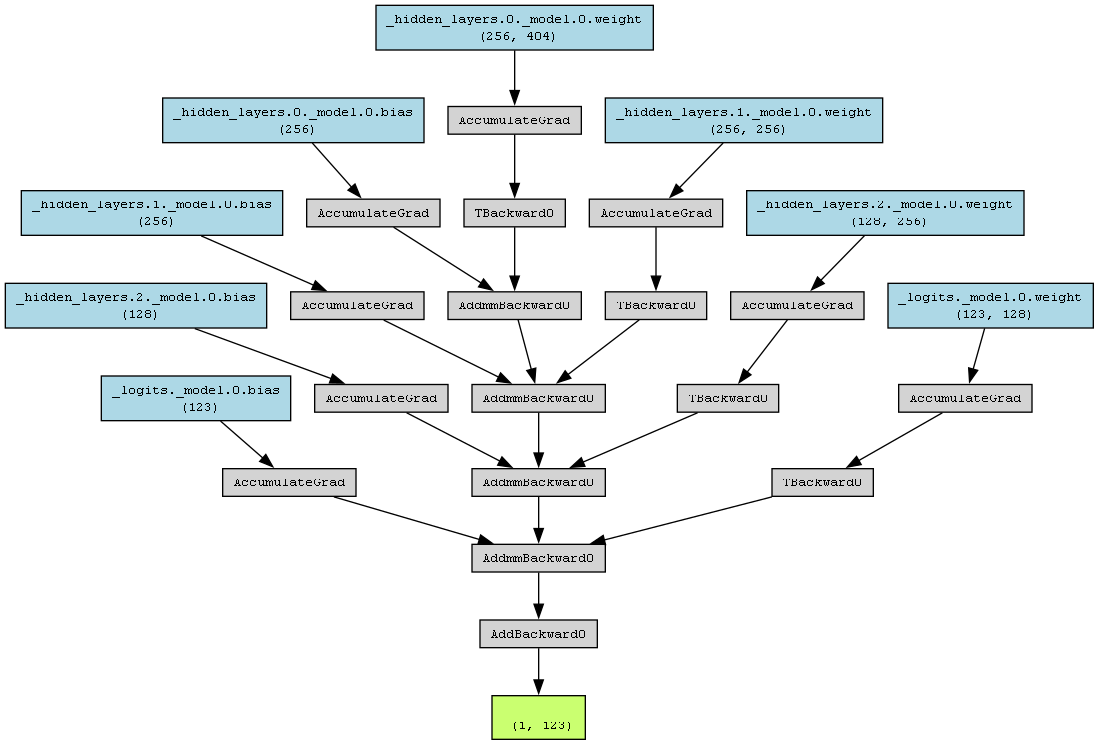 _hidden_layers.0._model.0.weight
(256, 404)
_hidden_layers.0._model.0.bias
(256)
AccumulateGrad
_hidden_layers.1._model.0.weight
(256, 256)
_hidden_layers.1._model.0.bias
(256)
AccumulateGrad
TBackward0
AccumulateGrad
_hidden_layers.2._model.0.weight
(128, 256)
_hidden_layers.2._model.0.bias
(128)
AccumulateGrad
AddmmBackward0
TBackward0
AccumulateGrad
_logits._model.0.weight
(123, 128)
_logits._model.0.bias
(123)
AccumulateGrad
AddmmBackward0
TBackward0
AccumulateGrad
AccumulateGrad
AddmmBackward0
TBackward0
AddmmBackward0
AddBackward0
(1, 123)